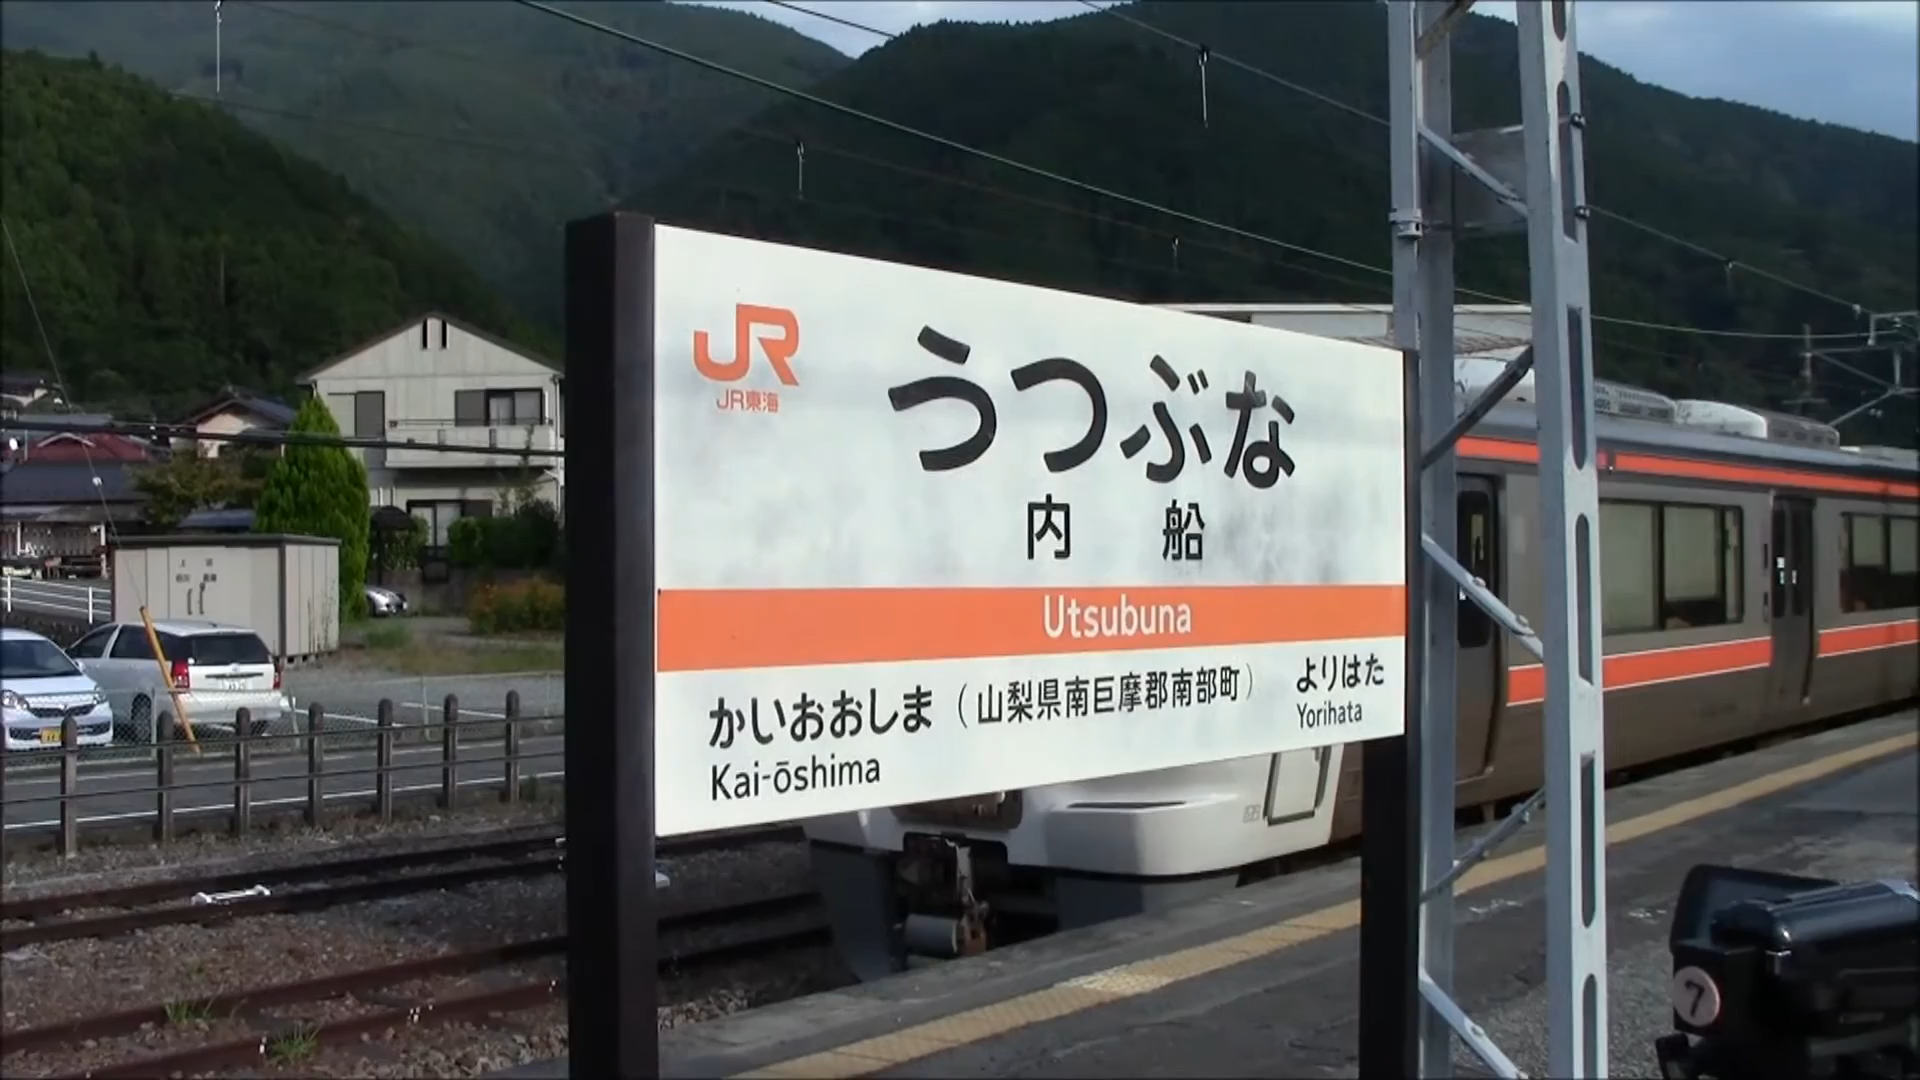 JR
JR東海
うつぶな
内船
Utsubuna
かいおおしま（山梨県南巨摩郡南部町）よりはた
Kai-ōshima Yorihata
7